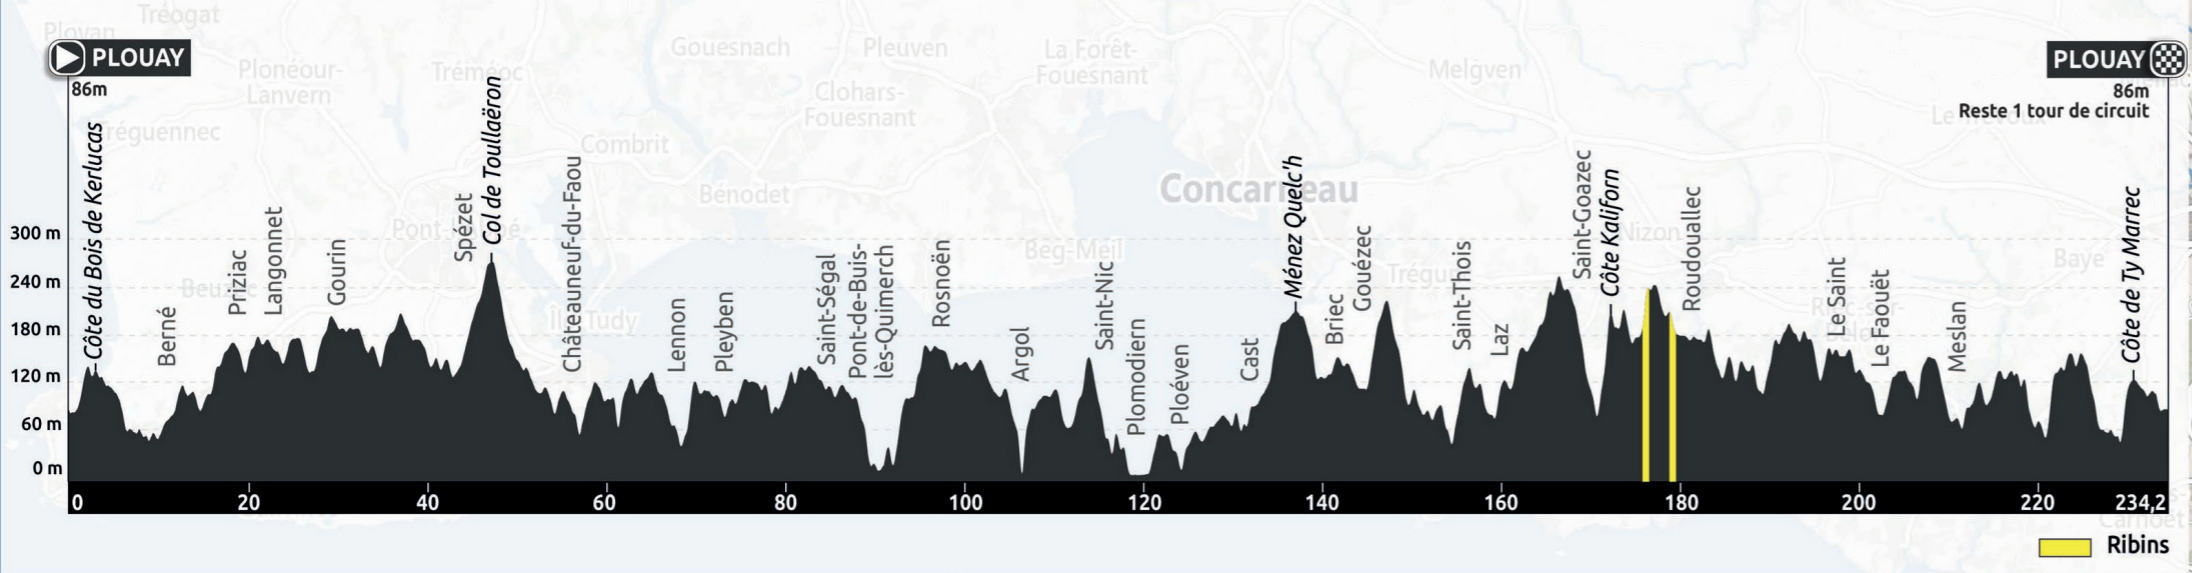 Tréogat
Plovan
PLOUAY
86m
Gouesnach
Pleuven
La Forêt-
Fouesnant
Plonéour-
Lanvern
Tréméoc
Melgven
Clohars-
Fouesnant
Combrit
Bénodet
Concarneau
Beg-Meil
Nizon
Baye
PLOUAY
86m
Reste 1 tour de circuit
300 m
240 m
180 m
120 m
60 m
0 m
Côte du Bois de Kerlucas
Berné
Priziac
Langonnet
Gourin
Spézet
Col de Toullaëron
Châteauneuf-du-Faou
Lennon
Pleyben
Saint-Ségal
Pont-de-Buis-
lès-Quimerch
Rosnoën
Argol
Saint-Nic
Plomodiern
Ploéven
Cast
Ménez Quelc'h
Briec
Gouézec
Saint-Thois
Laz
Saint-Goazec
Côte Kaliforn
Roudouallec
Le Saint
Le Faouët
Meslan
Côte de Ty Marrec
0 20 40 60 80 100 120 140 160 180 200 220 234,2
Ribins